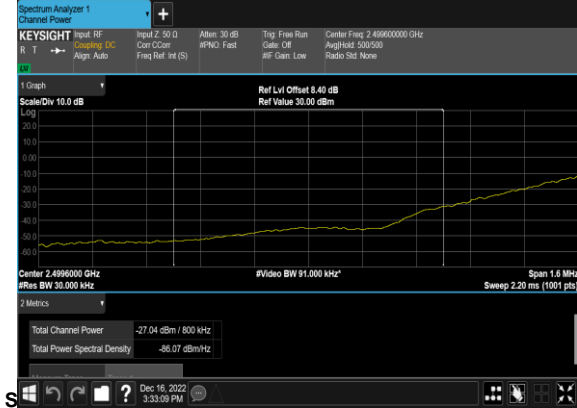 Spectrum Analyzer 1
Channel Power
+
KEYSIGHT Input: RF Input Z: 50 Ω Atten: 30 dB Trig: Free Run Center Freq: 2.499600000 GHz
R T Coupling: DC Corr CCorr #PNO: Fast Gate: Off Avg|Hold: 500/500
Align: Auto Freq Ref: Int (S) #IF Gain: Low Radio Std: None
1 Graph Ref Lvl Offset 8.40 dB
Scale/Div 10.0 dB Ref Value 30.00 dBm
Log
20.0
10.0
0.00
-10.0
-20.0
-30.0
-40.0
-50.0
-60.0
Center 2.4996000 GHz #Video BW 91.000 kHz* Span 1.6 MHz
#Res BW 30.000 kHz Sweep 2.20 ms (1001 pts)
2 Metrics
Total Channel Power -27.04 dBm / 800 kHz
Total Power Spectral Density -86.07 dBm/Hz
S
? Dec 16, 2022
3:33:09 PM